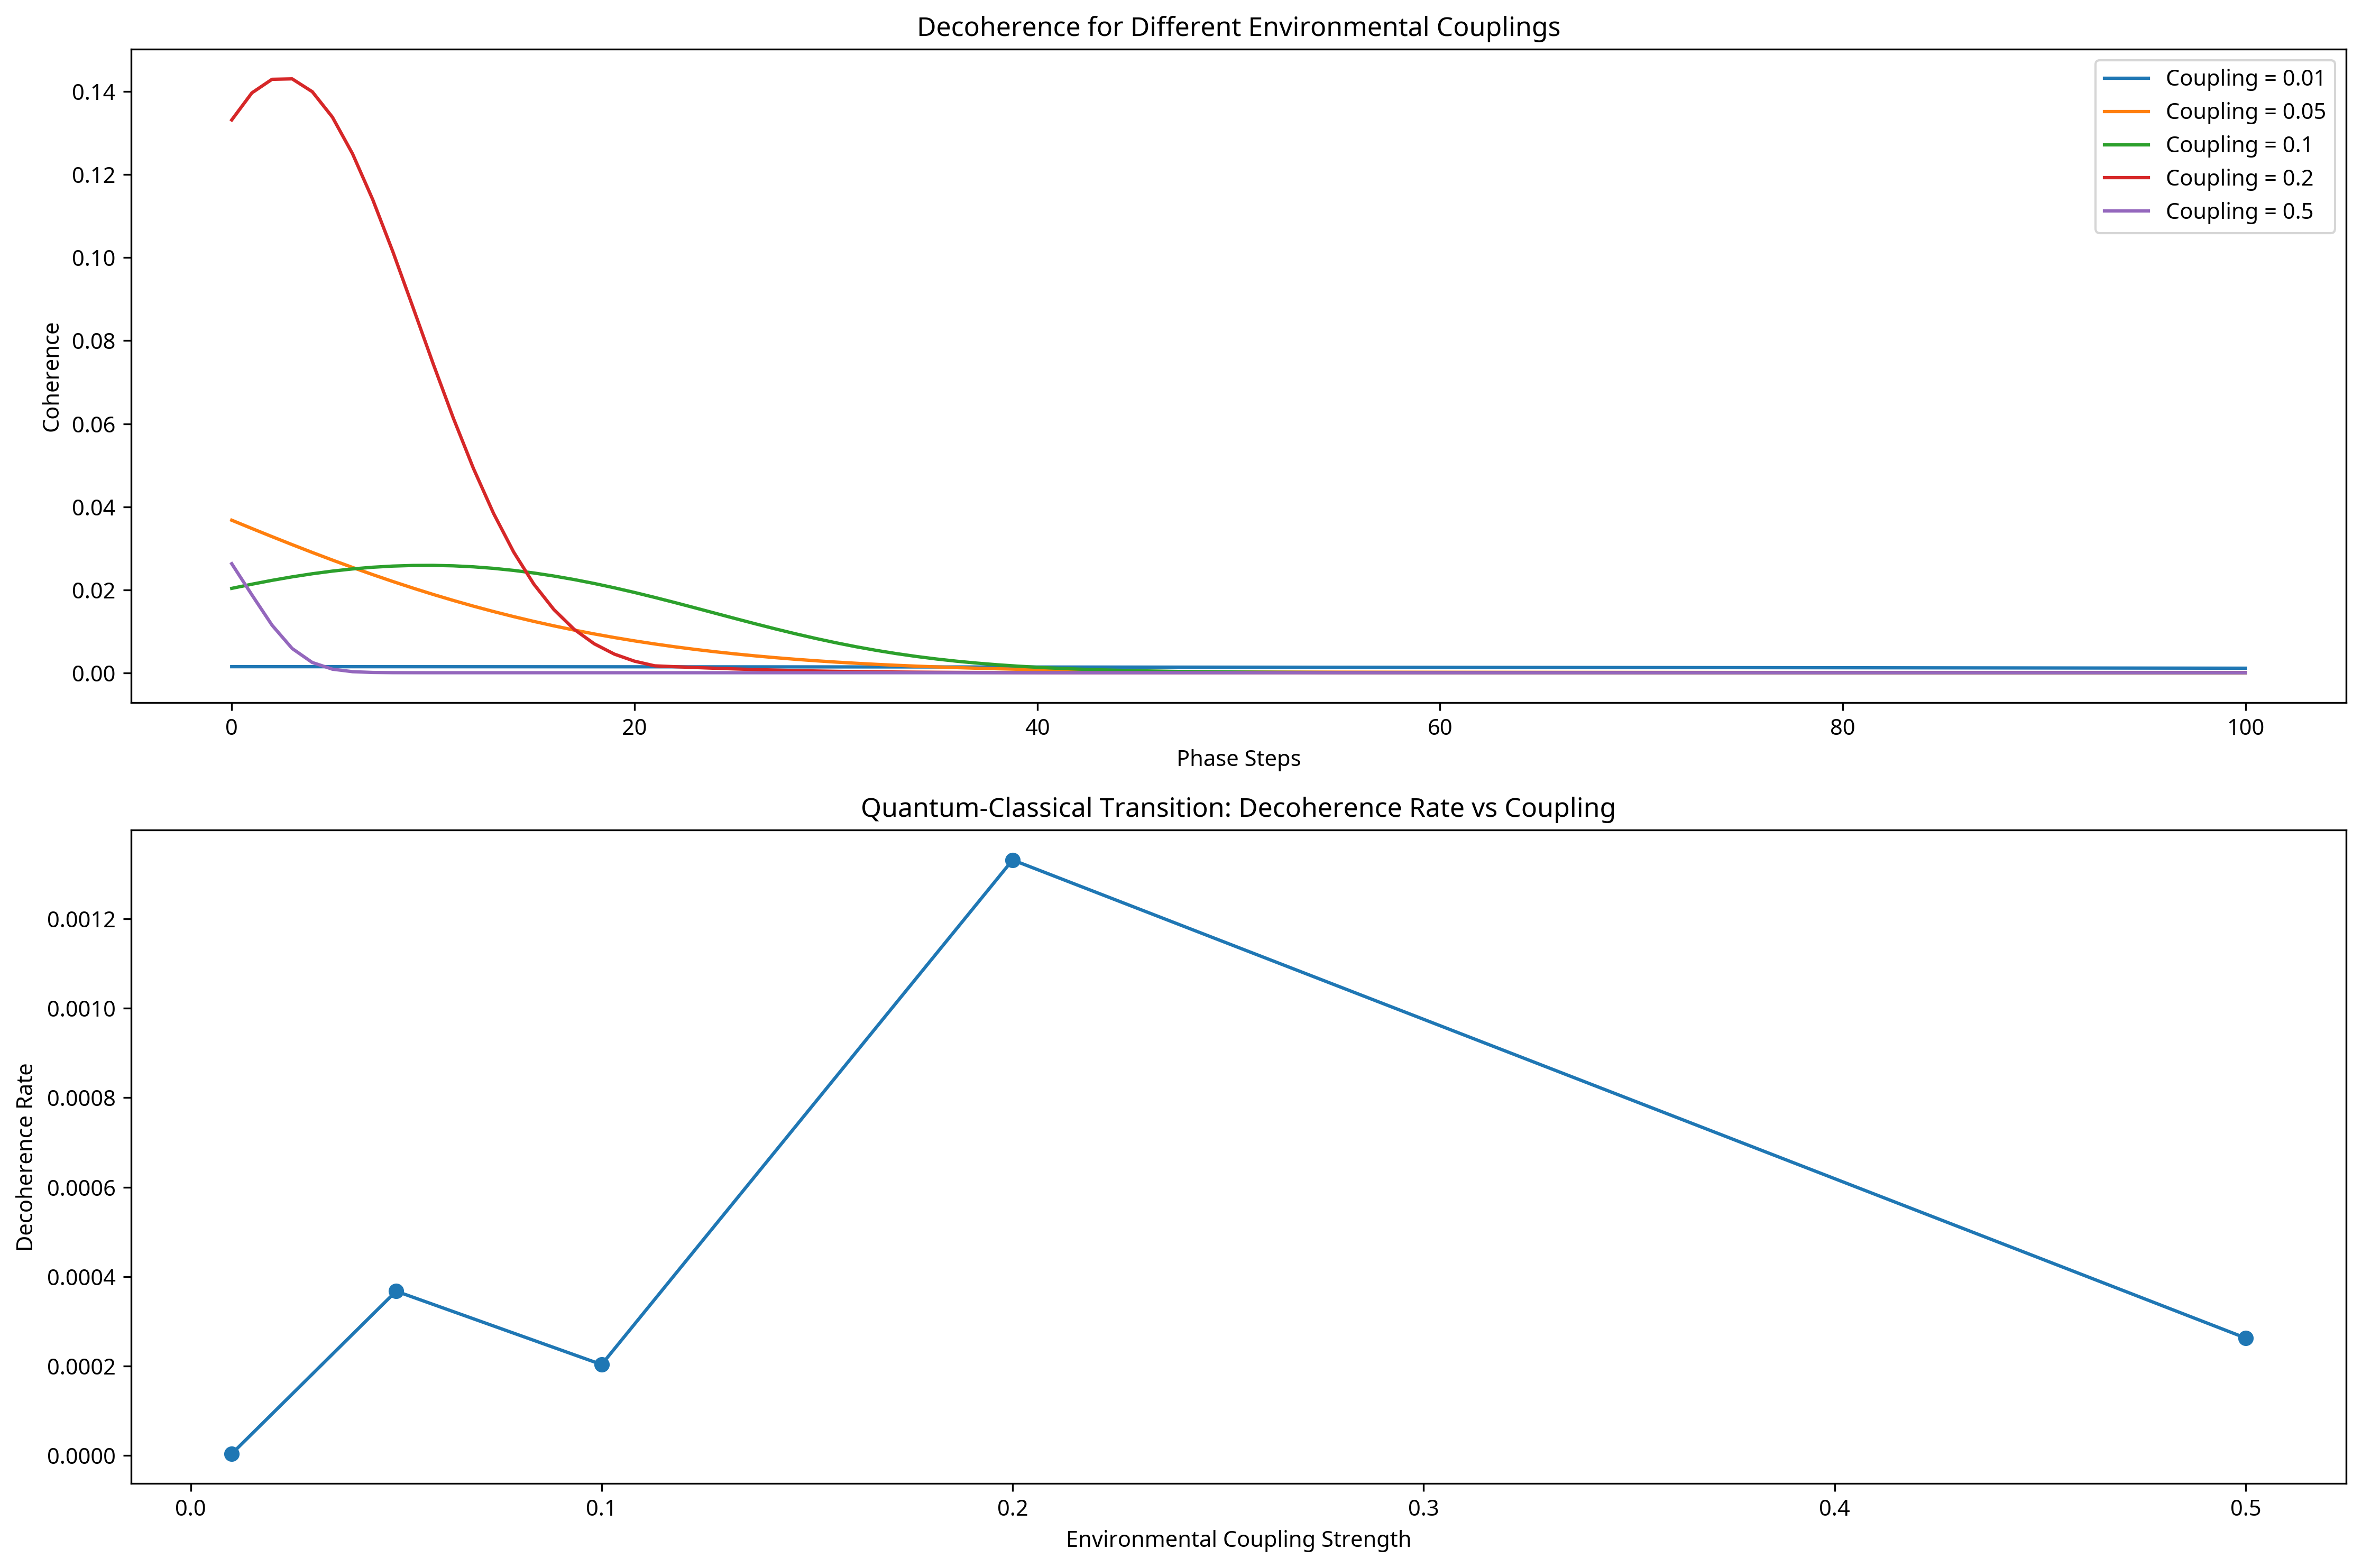 Decoherence for Different Environmental Couplings
Coherence
0.14
0.12
0.10
0.08
0.06
0.04
0.02
0.00
Coupling = 0.01
Coupling = 0.05
Coupling = 0.1
Coupling = 0.2
Coupling = 0.5
0 20 40 60 80 100
Phase Steps
Quantum-Classical Transition: Decoherence Rate vs Coupling
Decoherence Rate
0.0012
0.0010
0.0008
0.0006
0.0004
0.0002
0.0000
0.0 0.1 0.2 0.3 0.4 0.5
Environmental Coupling Strength